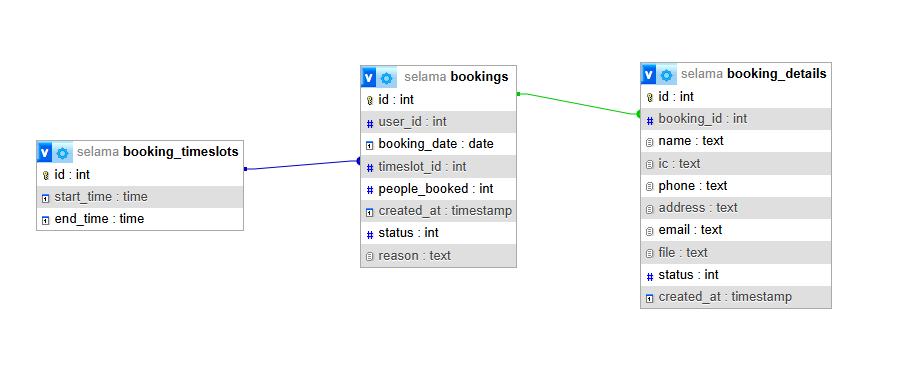 selama booking_timeslots
id : int
start_time : time
end_time : time
selama bookings
id : int
user_id : int
booking_date : date
timeslot_id : int
people_booked : int
created_at : timestamp
status : int
reason : text
selama booking_details
id : int
booking_id : int
name : text
ic : text
phone : text
address : text
email : text
file : text
status : int
created_at : timestamp